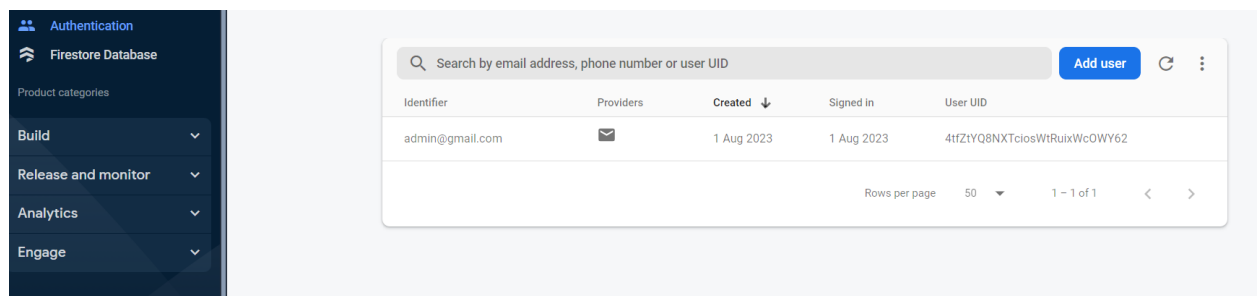 Authentication
Firestore Database
Product categories
Build
Release and monitor
Analytics
Engage
Search by email address, phone number or user UID
Add user
Identifier Providers Created Signed in User UID
admin@gmail.com 1 Aug 2023 1 Aug 2023 4tfZtYQ8NXTciosWtRuixWcOWY62
Rows per page 50 1 – 1 of 1